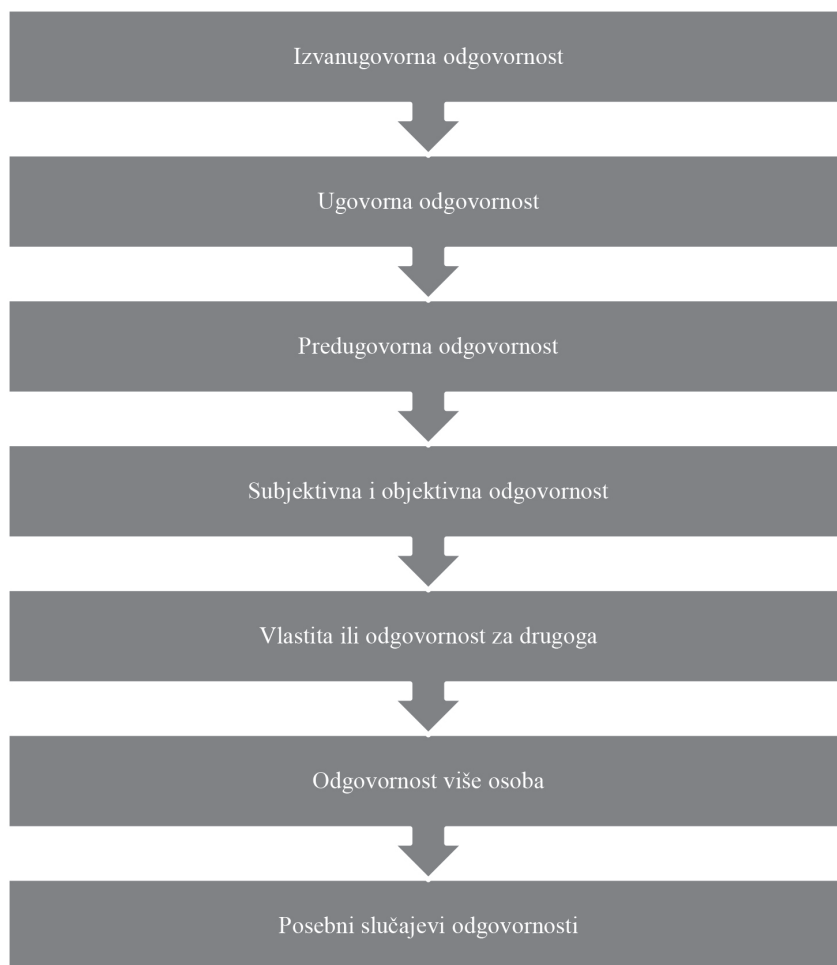 Izvanugovorna odgovornost
Ugovorna odgovornost
Predugovorna odgovornost
Subjektivna i objektivna odgovornost
Vlastita ili odgovornost za drugoga
Odgovornost više osoba
Posebni slučajevi odgovornosti